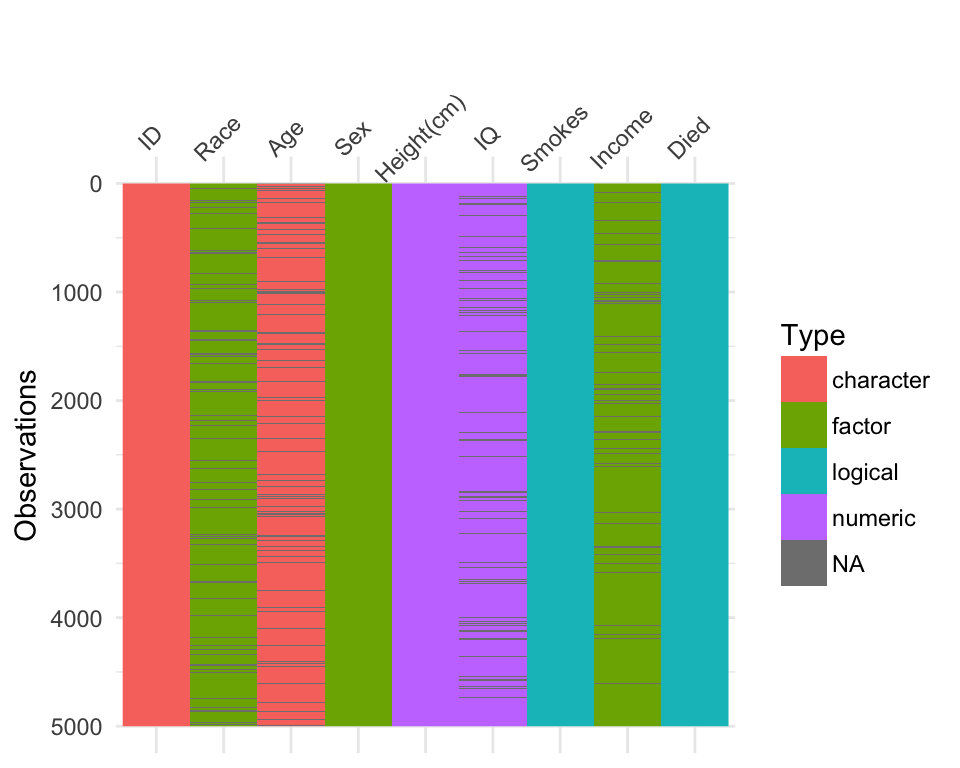 ID
Race
Age
Sex
Height(cm)
IQ
Smokes
Income
Died
0
1000
2000
3000
4000
5000
Observations
Type
character
factor
logical
numeric
NA